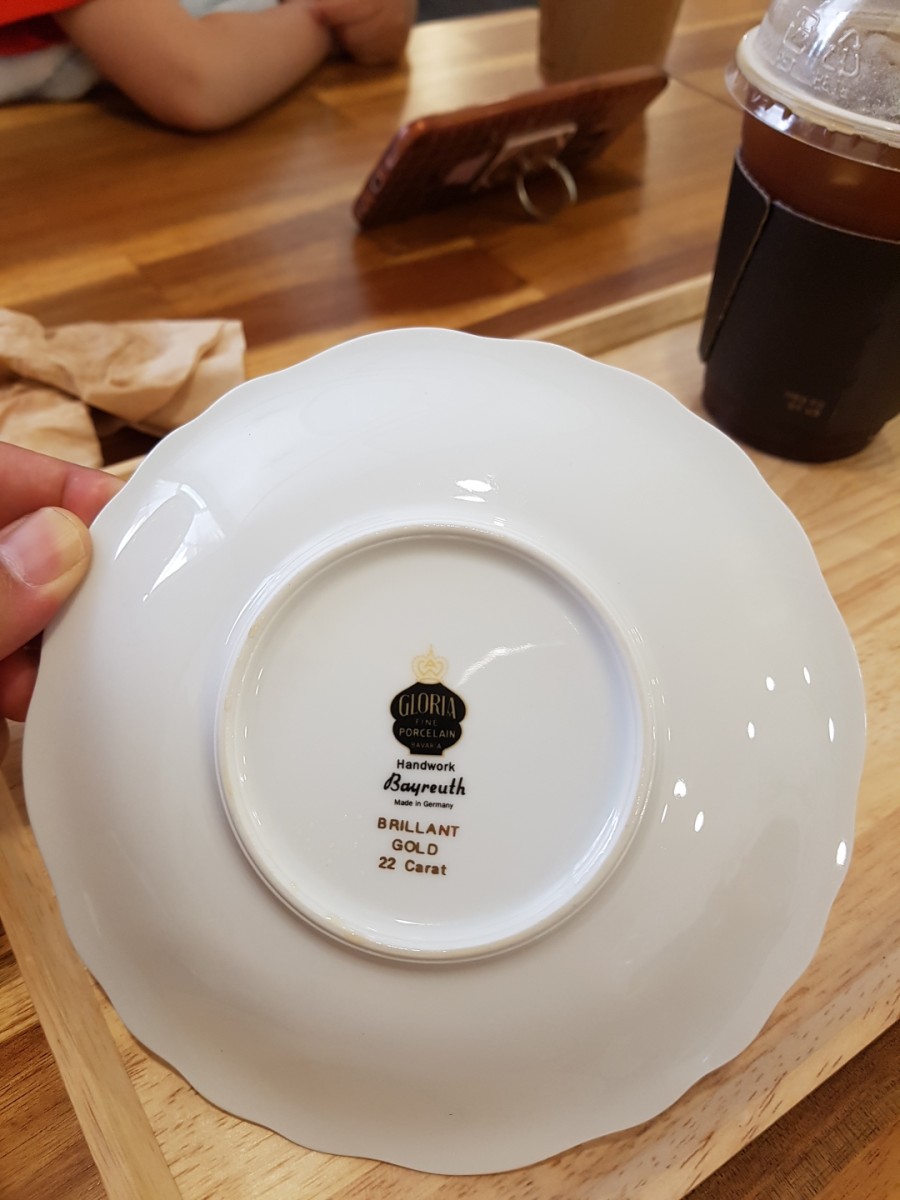 GLORIA
FINE
PORCELAIN
BAVARIA
Handwork
Bayreuth
Made in Germany
BRILLANT
GOLD
22 Carat